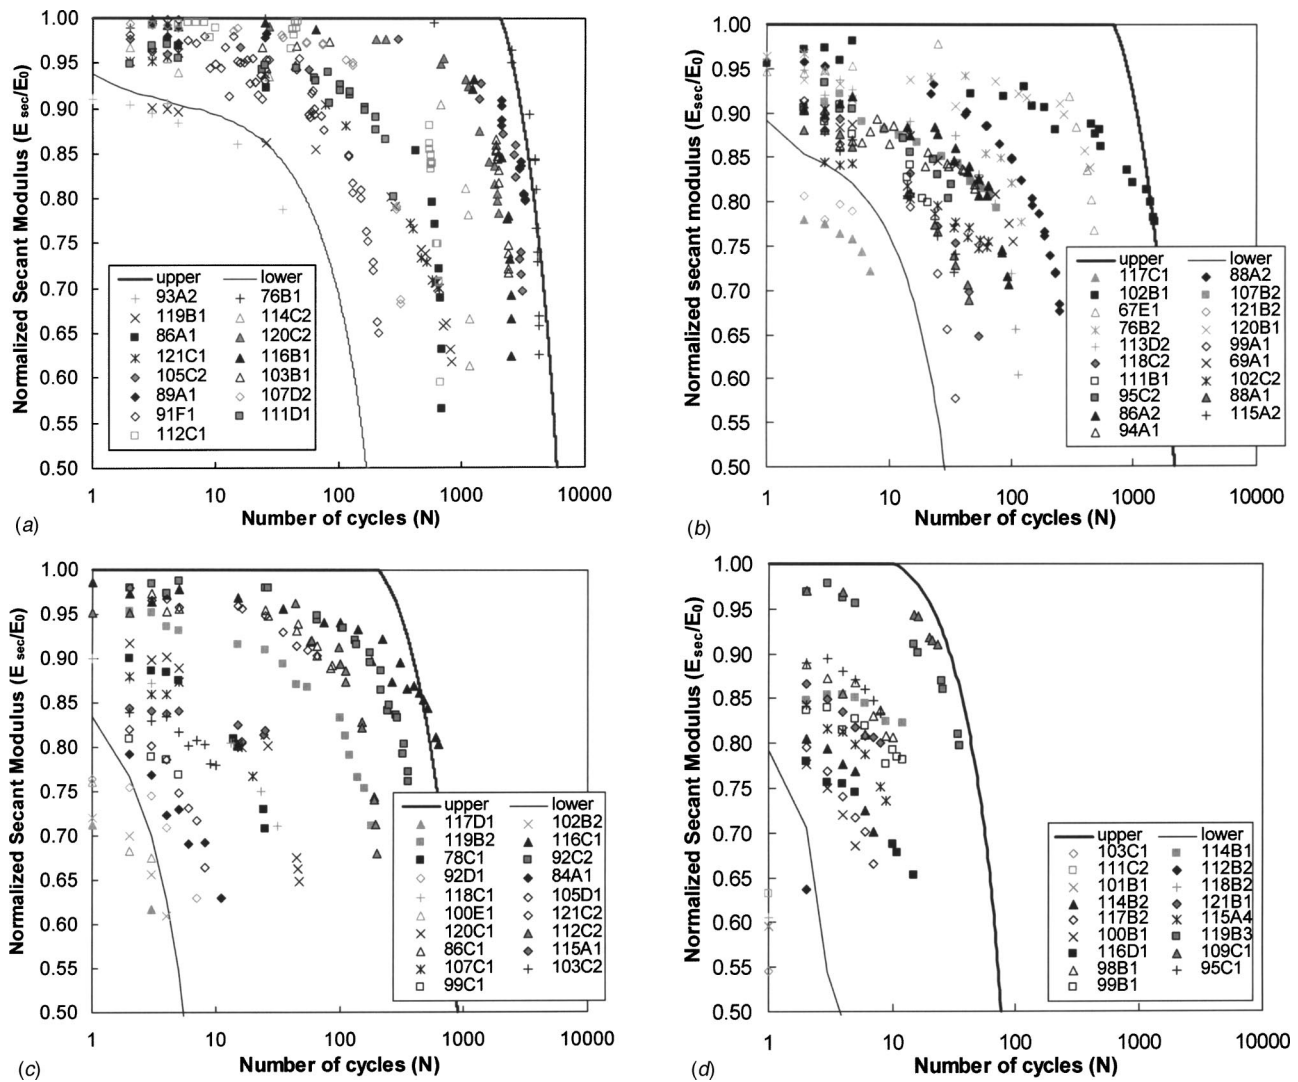 1.00
0.95
0.90
0.85
0.80
0.75
0.70
0.65
0.60
0.55
0.50
Normalized Secant Modulus (E sec/E0)
upper lower
93A2 76B1
119B1 114C2
86A1 120C2
121C1 116B1
105C2 103B1
89A1 107D2
91F1 111D1
112C1
1 10 100 1000 10000
Number of cycles (N)
(a)
1.00
0.95
0.90
0.85
0.80
0.75
0.70
0.65
0.60
0.55
0.50
Normalized Secant modulus (Esec/E0)
upper lower
117C1 88A2
102B1 107B2
67E1 121B2
76B2 120B1
113D2 99A1
118C2 69A1
111B1 102C2
95C2 88A1
86A2 115A2
94A1
1 10 100 1000 10000
Number of cycles (N)
(b)
1.00
0.95
0.90
0.85
0.80
0.75
0.70
0.65
0.60
0.55
0.50
Normalized Secant Modulus (E sec/E0)
upper lower
117D1 102B2
119B2 116C1
78C1 92C2
92D1 84A1
118C1 105D1
100E1 121C2
120C1 112C2
86C1 115A1
107C1 103C2
99C1
1 10 100 1000 10000
Number of cycles (N)
(c)
1.00
0.95
0.90
0.85
0.80
0.75
0.70
0.65
0.60
0.55
0.50
Normalized Secant Modulus (Esec/E0)
upper lower
103C1 114B1
111C2 112B2
101B1 118B2
114B2 121B1
117B2 115A4
100B1 119B3
116D1 109C1
98B1 95C1
99B1
1 10 100 1000 10000
Number of cycles (N)
(d)